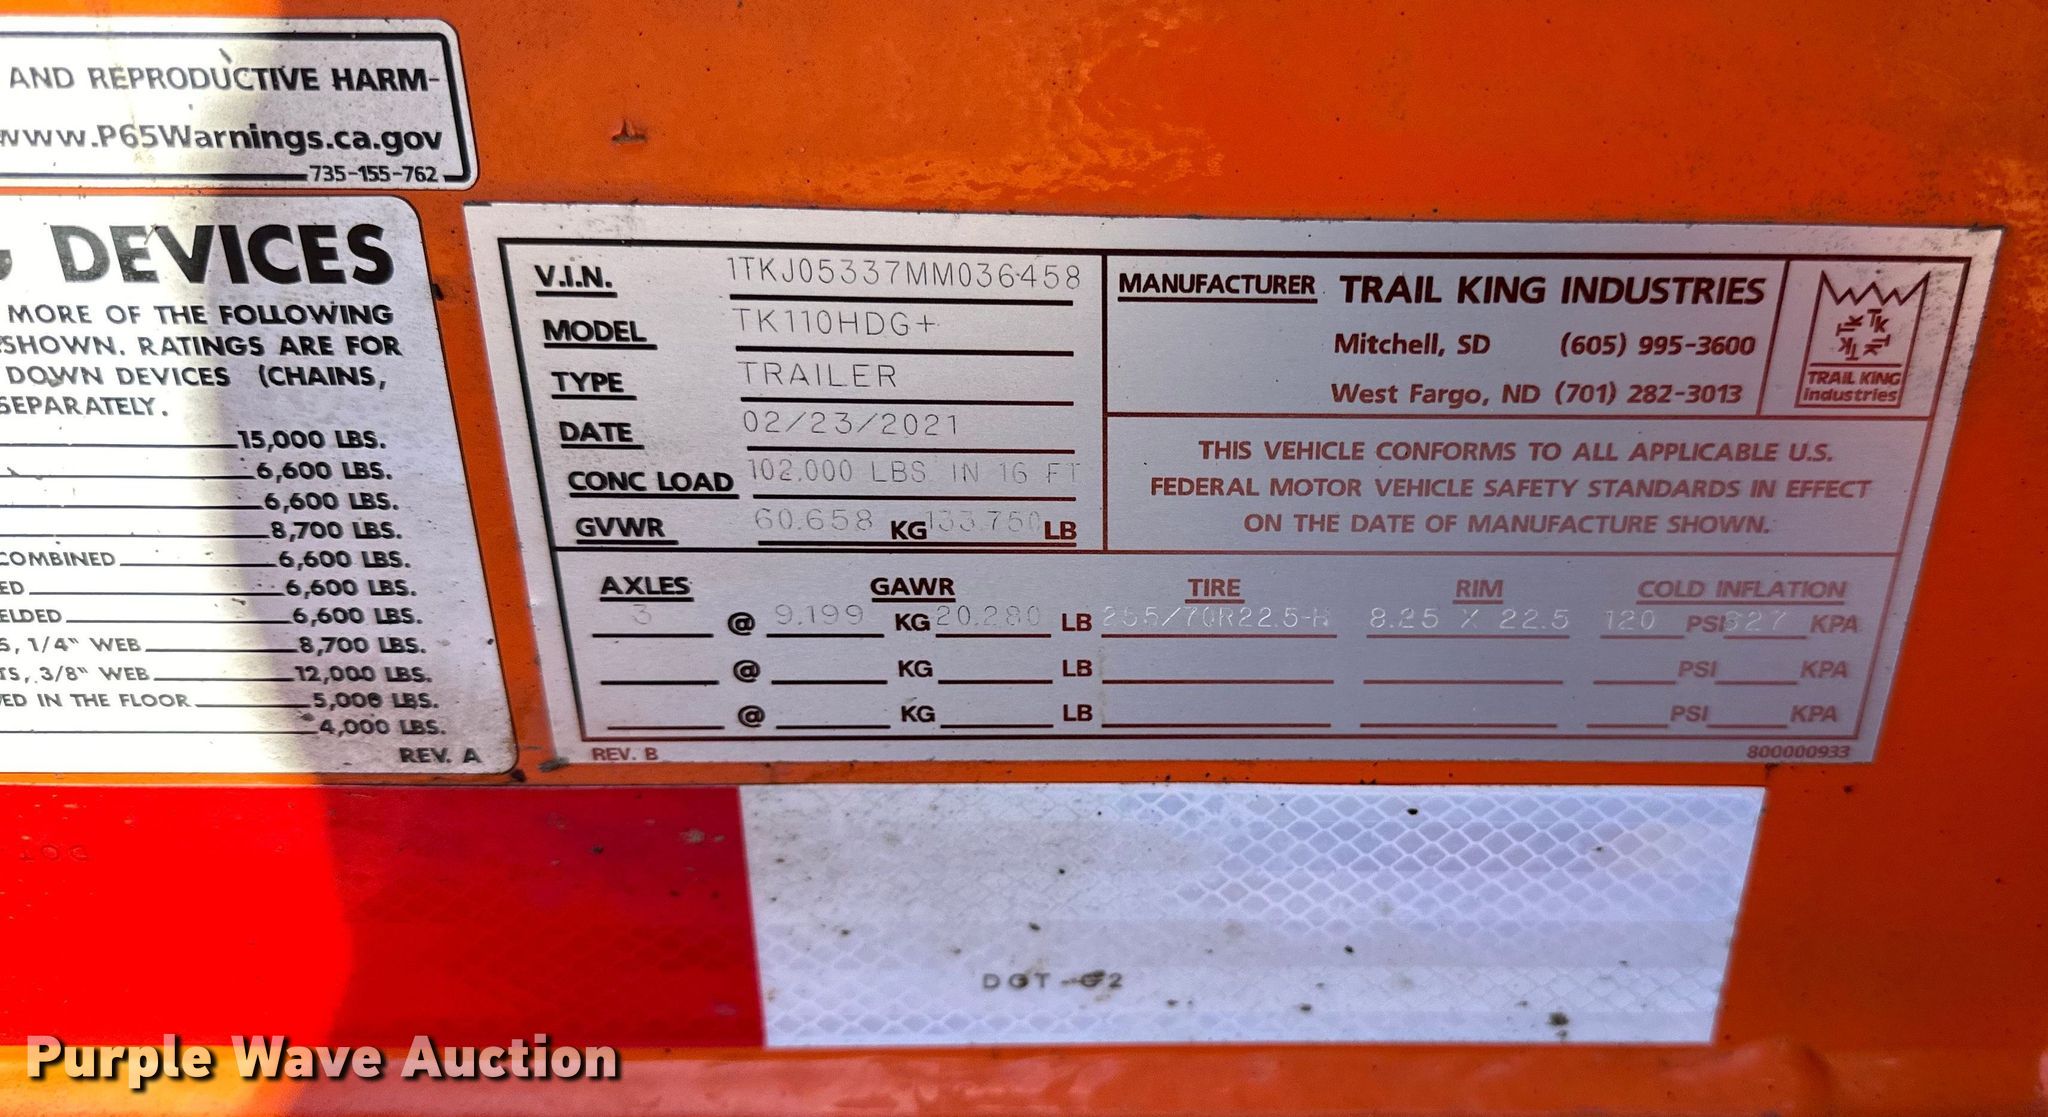 AND REPRODUCTIVE HARM-
www.P65Warnings.ca.gov
735-155-762
DEVICES
MORE OF THE FOLLOWING
SHOWN. RATINGS ARE FOR
DOWN DEVICES (CHAINS,
SEPARATELY.
15,000 LBS.
6,600 LBS.
6,600 LBS.
8,700 LBS.
COMBINED 6,600 LBS.
6,600 LBS.
6,600 LBS.
1/4" WEB 8,700 LBS.
3/8" WEB 12,000 LBS.
IN THE FLOOR 5,000 LBS.
4,000 LBS.
REV. A
V.I.N. 1TKJ05337MM036458
MODEL TK110HDG+
TYPE TRAILER
DATE 02/23/2021
CONC LOAD 102,000 LBS IN 16 FT
GVWR 60,658 KG 133,750 LB
MANUFACTURER TRAIL KING INDUSTRIES
Mitchell, SD (605) 995-3600
West Fargo, ND (701) 282-3013
TK TK TK TK
TRAIL KING
Industries
THIS VEHICLE CONFORMS TO ALL APPLICABLE U.S.
FEDERAL MOTOR VEHICLE SAFETY STANDARDS IN EFFECT
ON THE DATE OF MANUFACTURE SHOWN.
AXLES GAWR TIRE RIM COLD INFLATION
3 @ 9,199 KG 20,280 LB 255/70R22.5-H 8.25 X 22.5 120 PSI 827 KPA
@ KG LB PSI KPA
@ KG LB PSI KPA
REV. B 800000933
DOT-C2
Purple Wave Auction